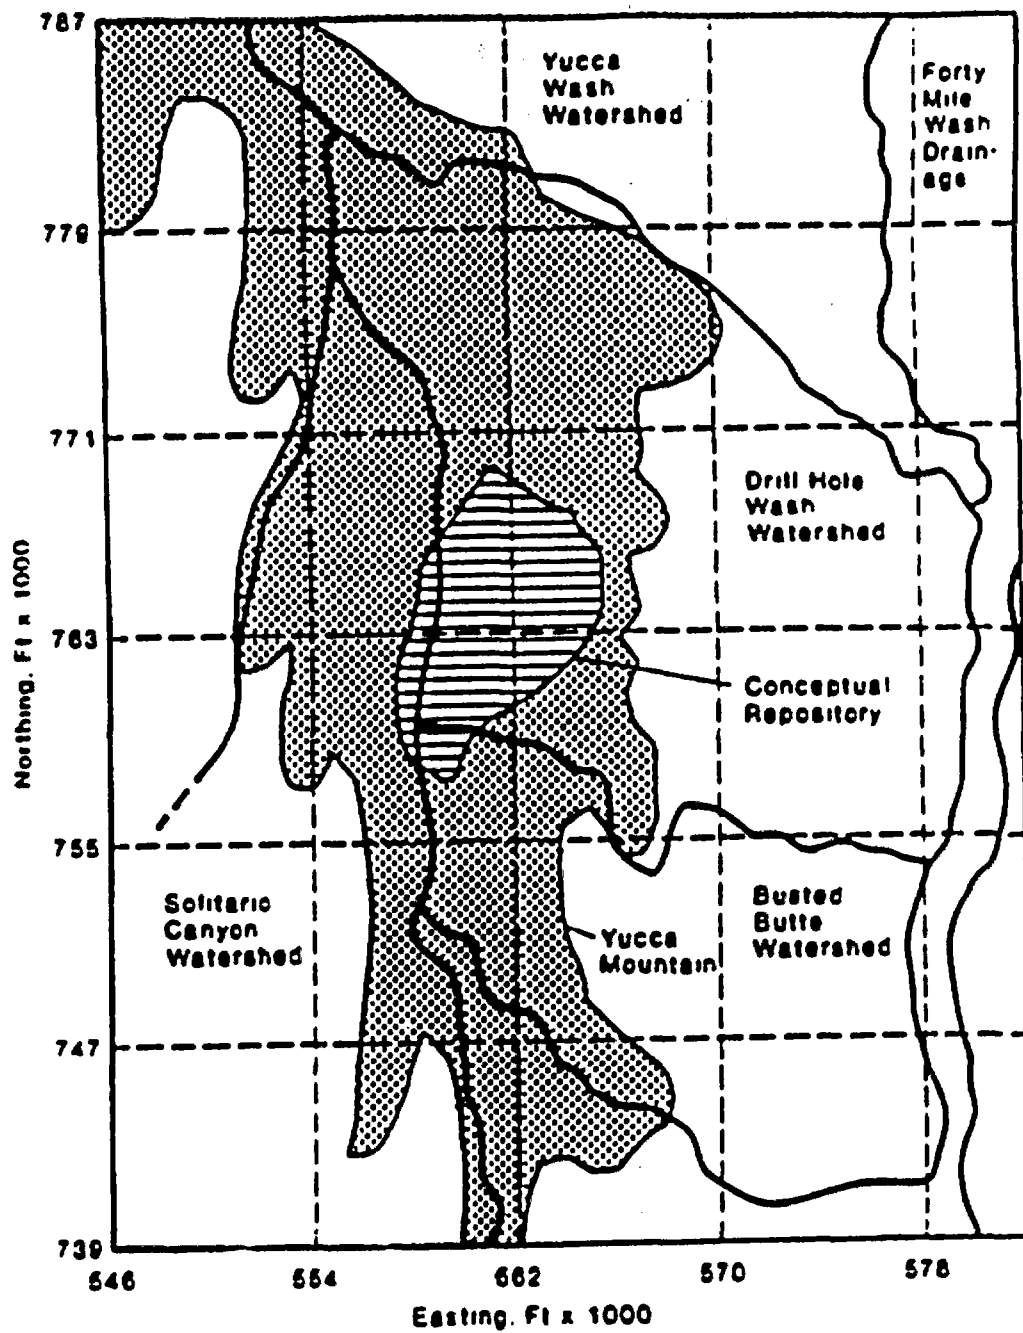 787
779
771
763
755
747
739
546
554
562
570
578
Northing, Ft x 1000
Easting, Ft x 1000
Yucca
Wash
Watershed
Forty
Mile
Wash
Drain-
age
Drill Hole
Wash
Watershed
Conceptual
Repository
Solitario
Canyon
Watershed
Yucca
Mountain
Busted
Butte
Watershed